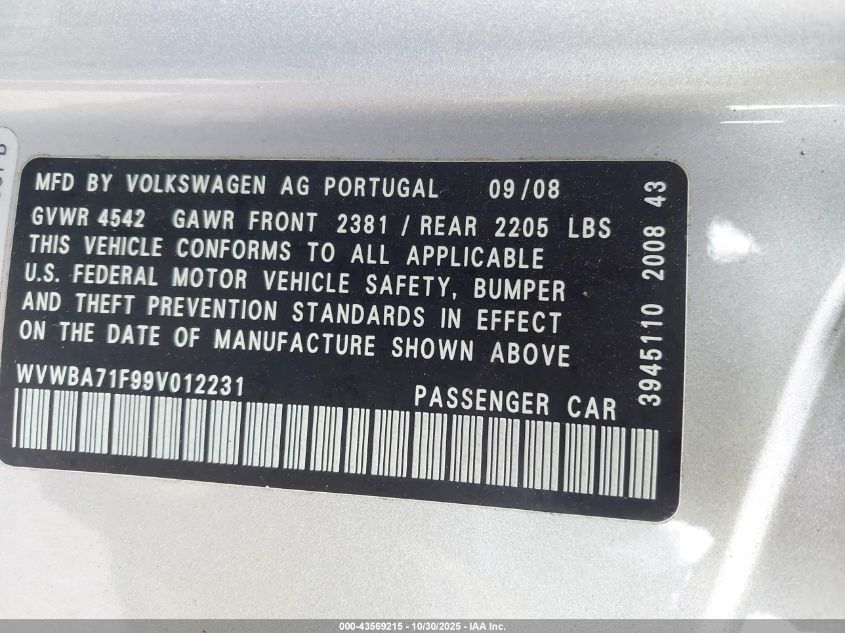 MFD BY VOLKSWAGEN AG PORTUGAL 09/08
GVWR 4542 GAWR FRONT 2381 / REAR 2205 LBS
THIS VEHICLE CONFORMS TO ALL APPLICABLE
U.S. FEDERAL MOTOR VEHICLE SAFETY, BUMPER
AND THEFT PREVENTION STANDARDS IN EFFECT
ON THE DATE OF MANUFACTURE SHOWN ABOVE
WVWBA71F99V012231
PASSENGER CAR
3945110 2008 43
000-43569215 - 10/30/2025 - IAA Inc.